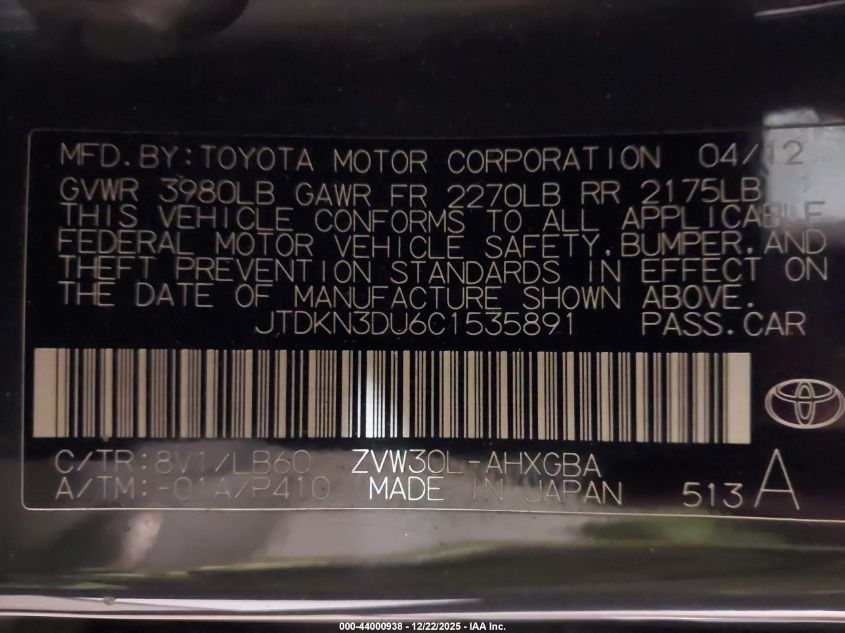 MFD.BY:TOYOTA MOTOR CORPORATION 04/12
GVWR 3980LB GAWR FR 2270LB RR 2175LB
THIS VEHICLE CONFORMS TO ALL APPLICABLE
FEDERAL MOTOR VEHICLE SAFETY,BUMPER,AND
THEFT PREVENTION STANDARDS IN EFFECT ON
THE DATE OF MANUFACTURE SHOWN ABOVE.
JTDKN3DU6C1535891 PASS.CAR
C/TR:8V1/LB60 ZVW30L-AHXGBA
A/TM:-01A/P410 MADE IN JAPAN 513 A
000-44000938 - 12/22/2025 - IAA Inc.